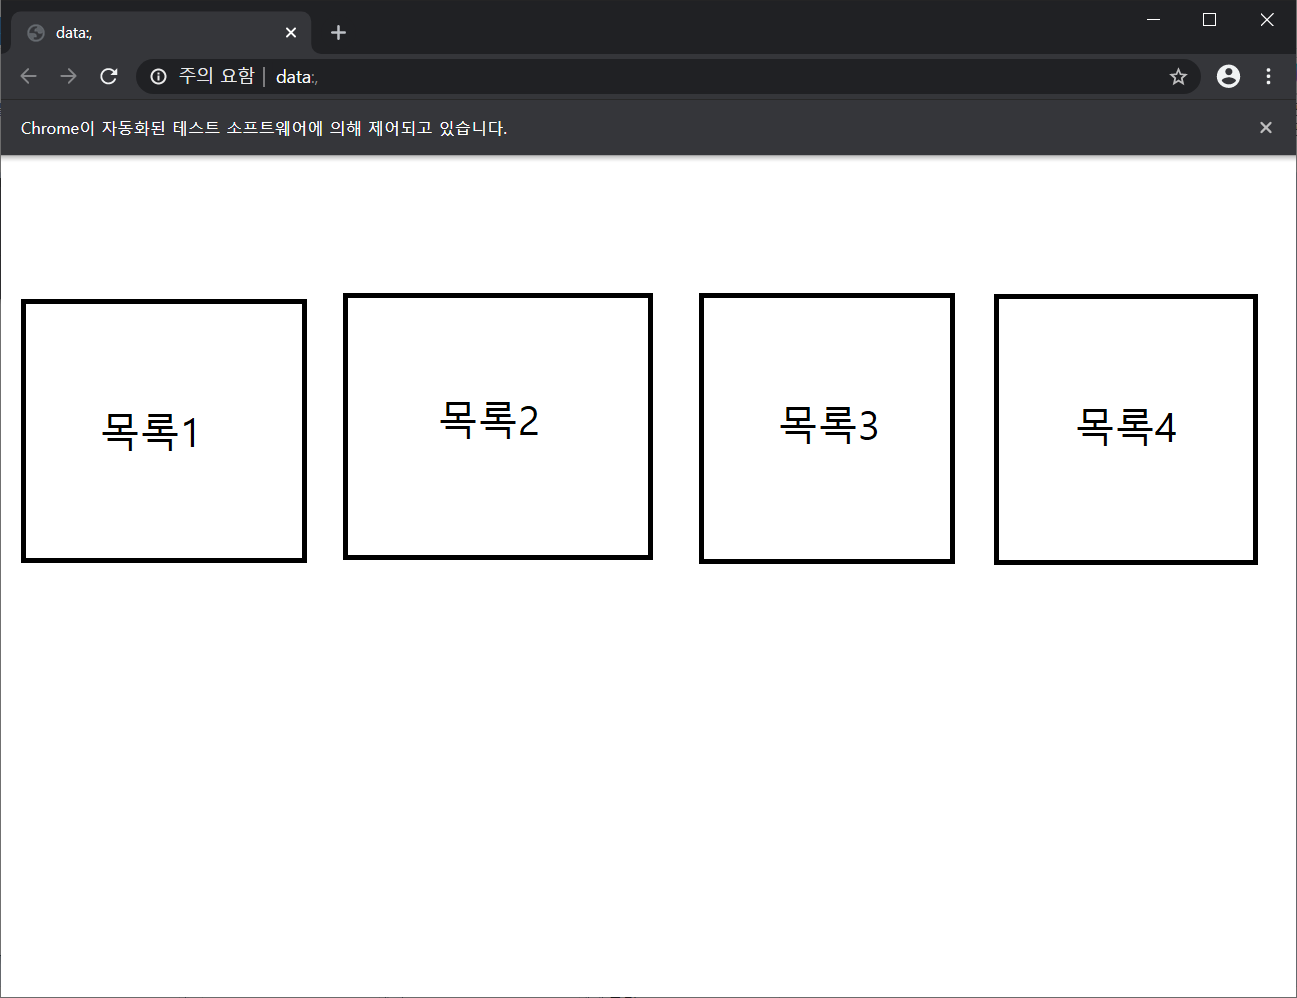 data:,
주의 요함 | data:,
Chrome이 자동화된 테스트 소프트웨어에 의해 제어되고 있습니다.
목록1 목록2 목록3 목록4